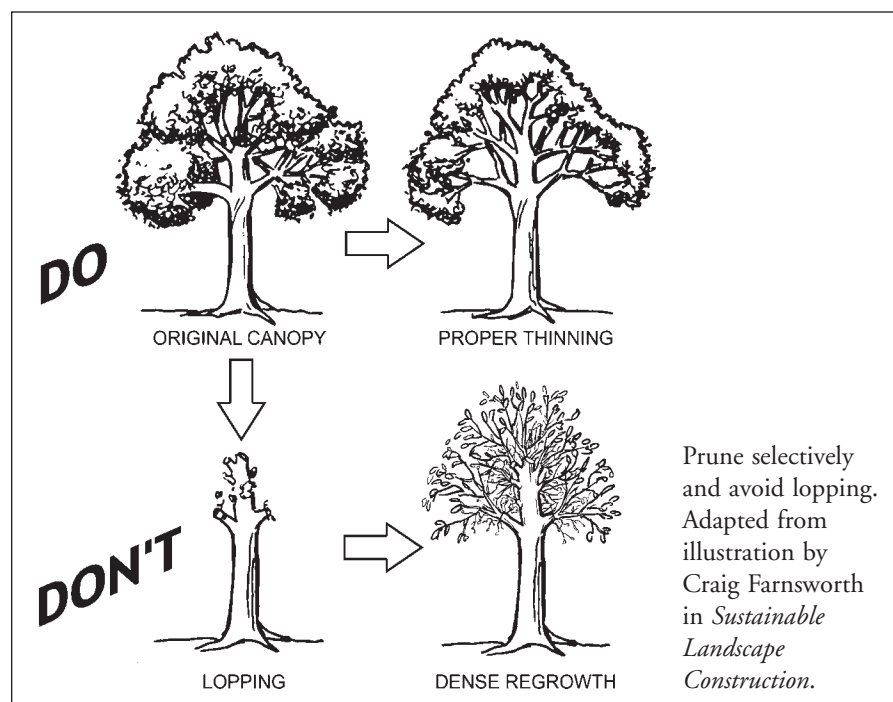 DO
ORIGINAL CANOPY
PROPER THINNING
DON'T
LOPPING
DENSE REGROWTH
Prune selectively
and avoid lopping.
Adapted from
illustration by
Craig Farnsworth
in Sustainable
Landscape
Construction.